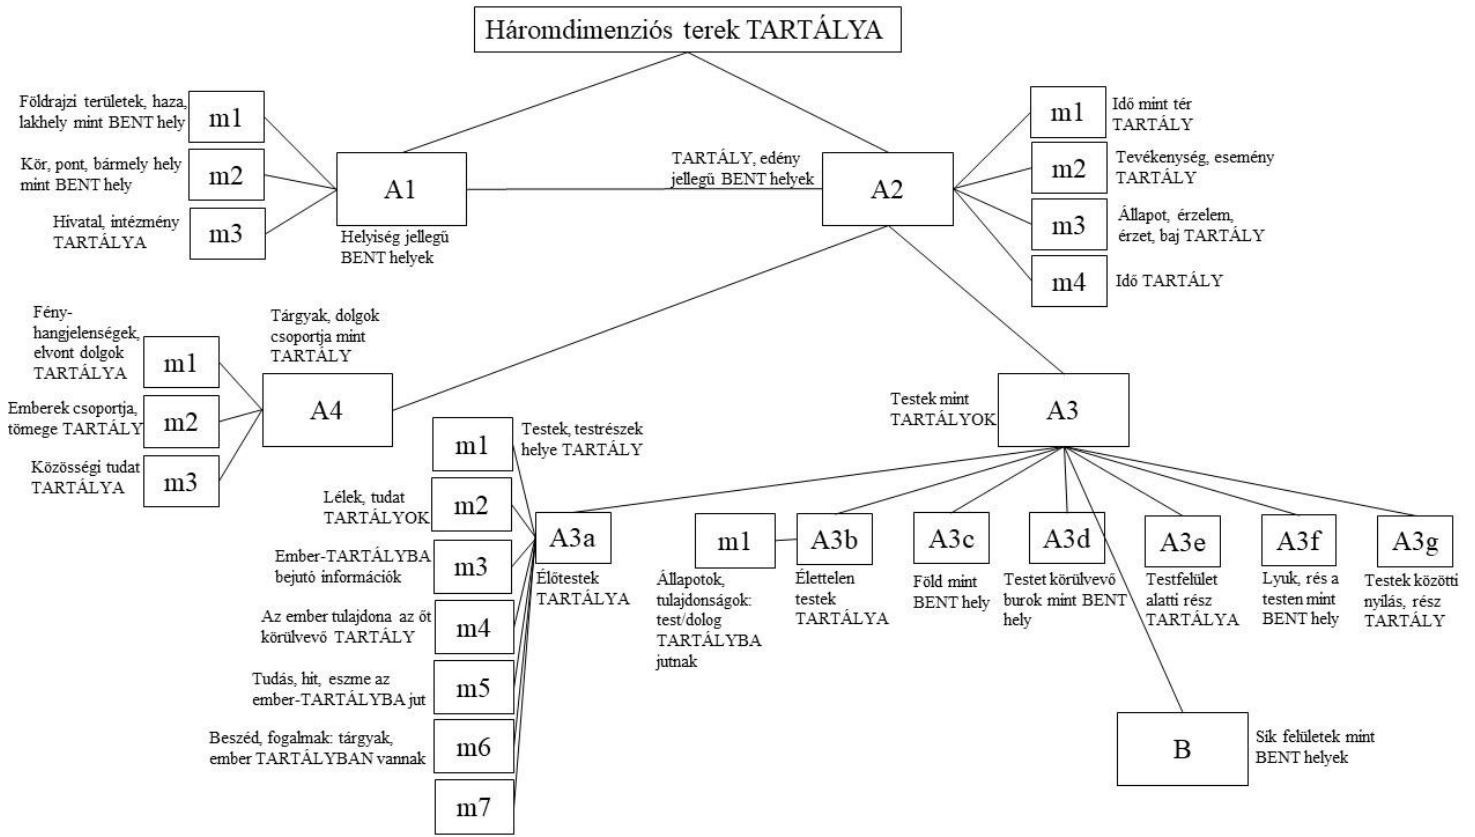 Háromdimenziós terek TARTÁLYA
Földrajzi területek, haza,
lakhely mint BENT hely
m1
Kör, pont, bármely hely
mint BENT hely
m2
Hivatal, intézmény
TARTÁLYA
m3
A1
Helyiség jellegű
BENT helyek
TARTÁLY, edény
jellegű BENT helyek
A2
m1
Idő mint tér
TARTÁLY
m2
Tevékenység, esemény
TARTÁLY
m3
Állapot, érzelem,
érzet, baj TARTÁLY
m4
Idő TARTÁLY
Fény-
hangjelenségek,
elvont dolgok
TARTÁLYA
m1
Emberek csoportja,
tömege TARTÁLY
m2
Közösségi tudat
TARTÁLYA
m3
Tárgyak, dolgok
csoportja mint
TARTÁLY
A4
Testek mint
TARTÁLYOK
A3
m1
Testek, testrészek
helye TARTÁLY
Lélek, tudat
TARTÁLYOK
m2
Ember-TARTÁLYBA
bejutó információk
m3
Az ember tulajdona az őt
körülvevő TARTÁLY
m4
Tudás, hit, eszme az
ember-TARTÁLYBA jut
m5
Beszéd, fogalmak: tárgyak,
ember TARTÁLYBAN vannak
m6
m7
A3a
Élőtestek
TARTÁLYA
m1
Állapotok,
tulajdonságok:
test/dolog
TARTÁLYBA
jutnak
A3b
Élettelen
testek
TARTÁLYA
A3c
Föld mint
BENT hely
A3d
Testet körülvevő
burok mint BENT
hely
A3e
Testfelület
alatti rész
TARTÁLYA
A3f
Lyuk, rés a
testen mint
BENT hely
A3g
Testek közötti
nyílás, rész
TARTÁLY
B
Sík felületek mint
BENT helyek